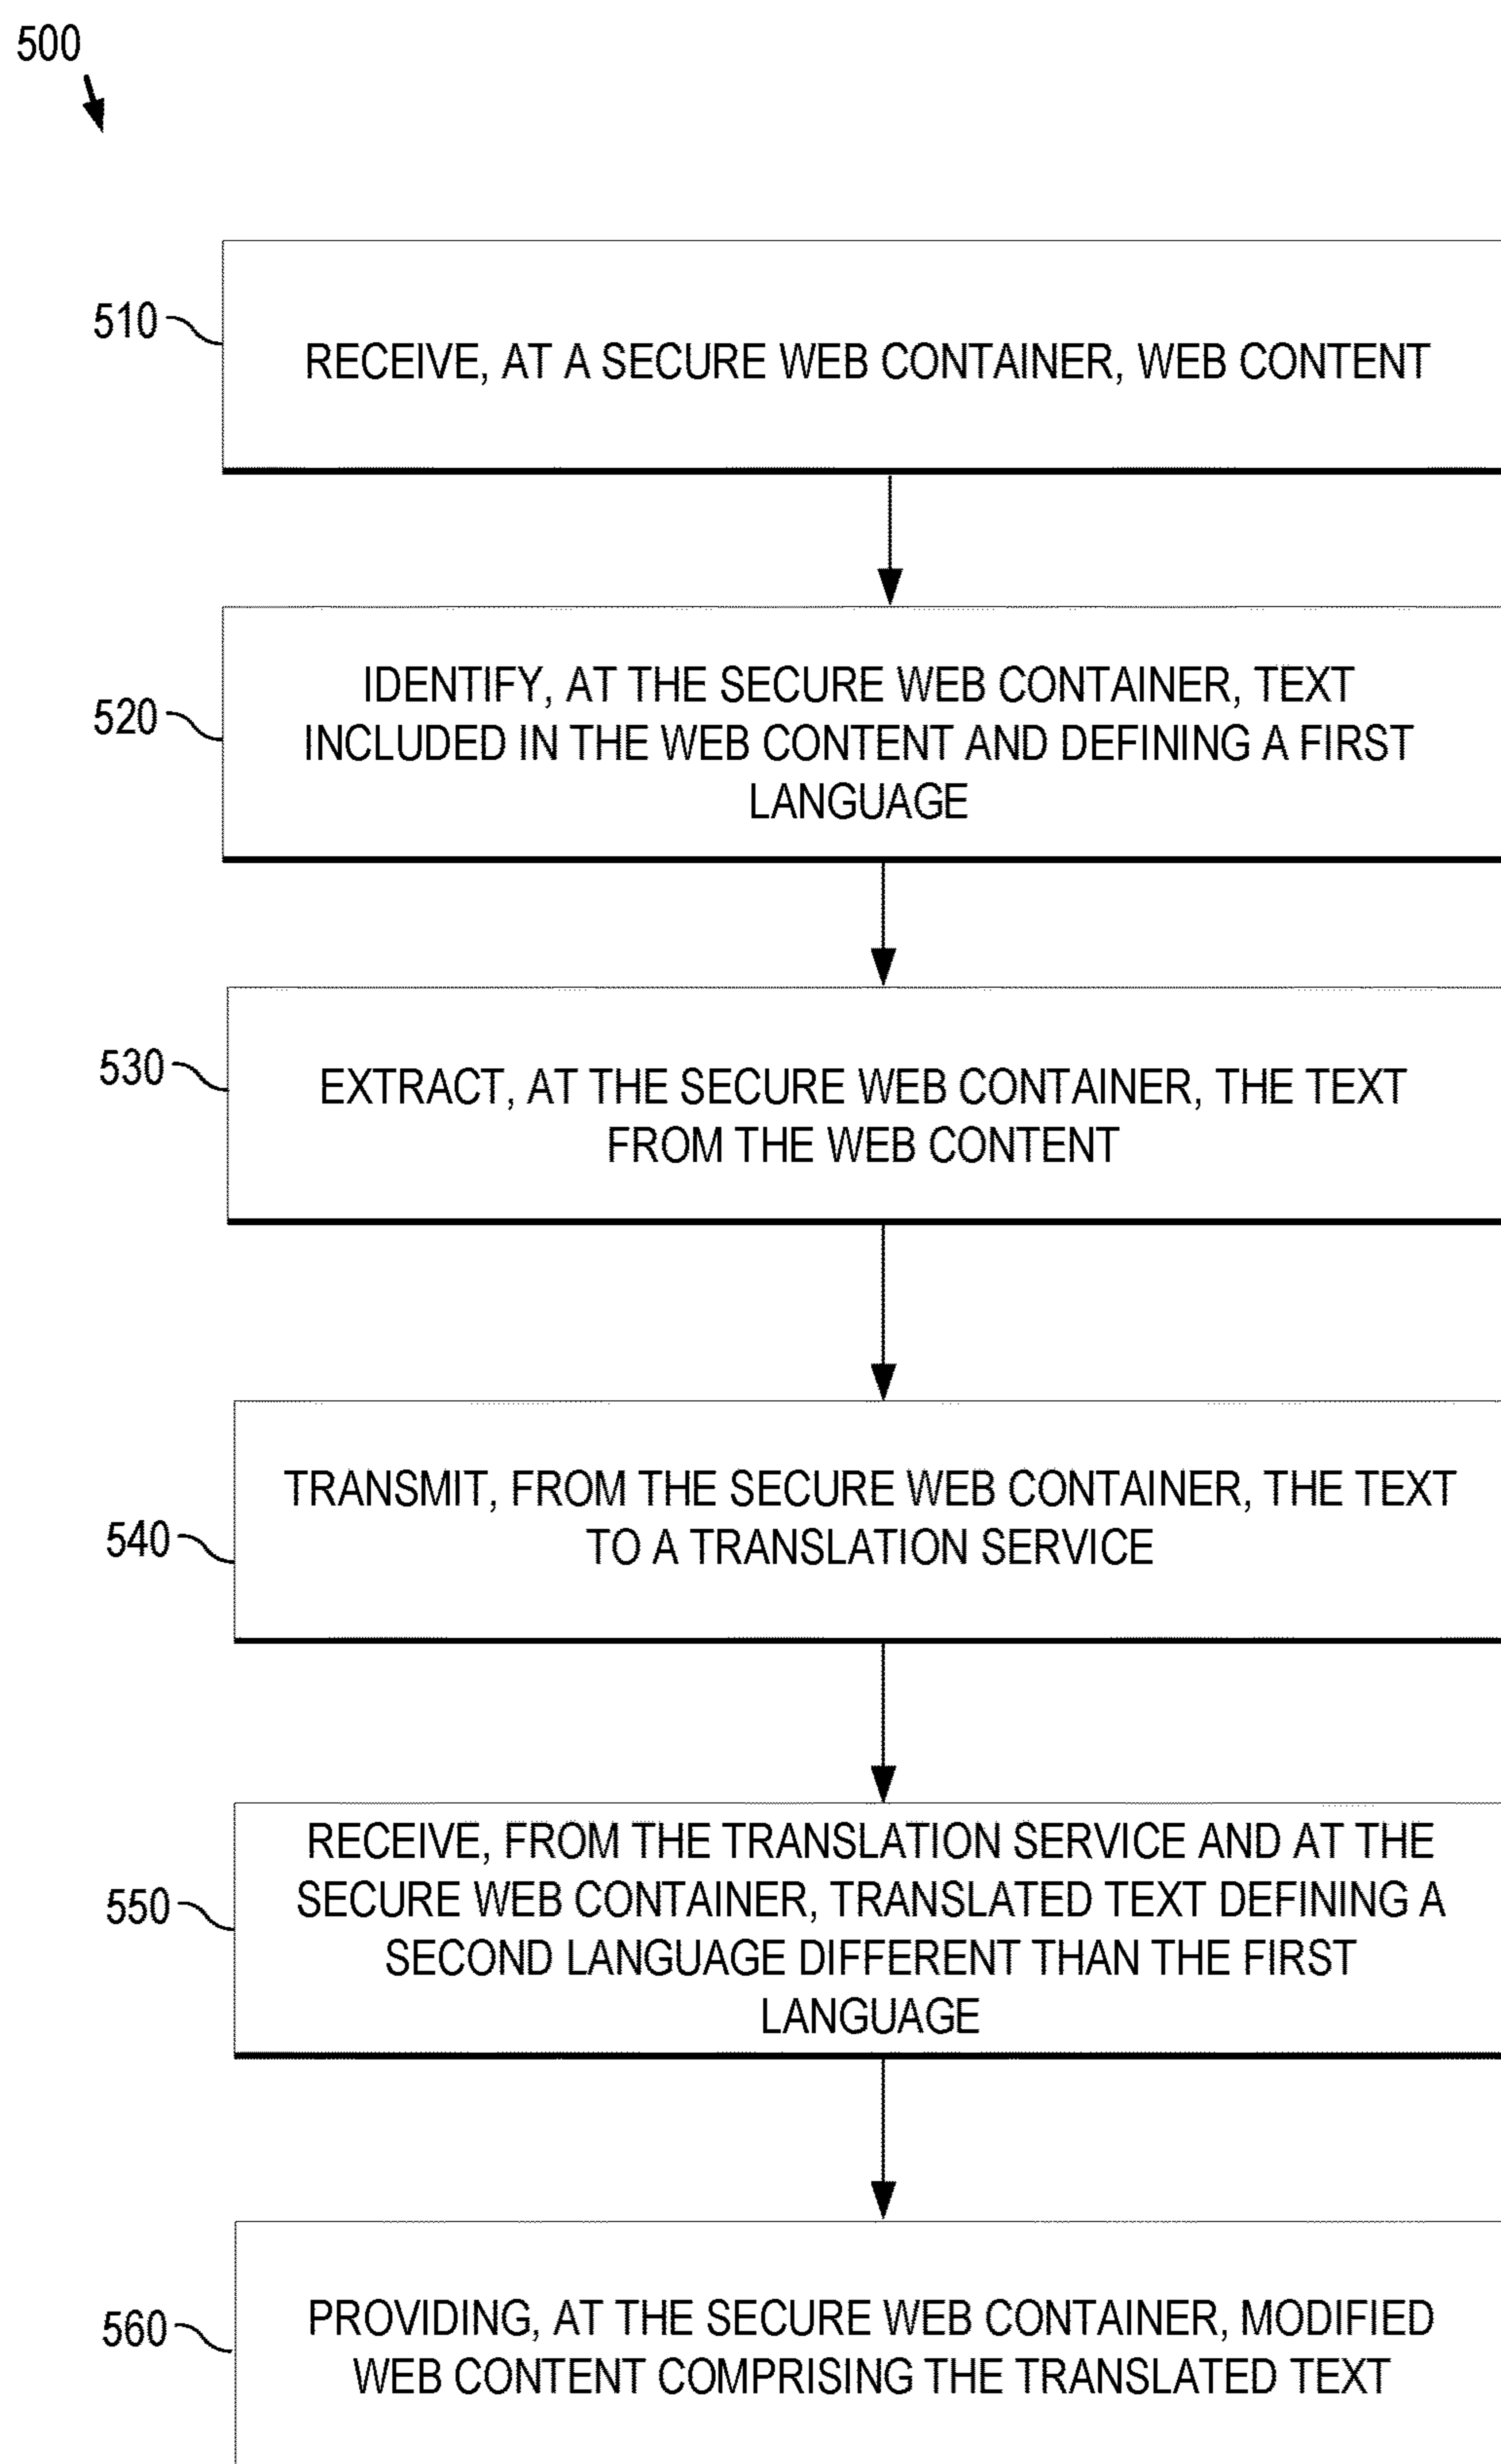 500
510
RECEIVE, AT A SECURE WEB CONTAINER, WEB CONTENT
520
IDENTIFY, AT THE SECURE WEB CONTAINER, TEXT
INCLUDED IN THE WEB CONTENT AND DEFINING A FIRST
LANGUAGE
530
EXTRACT, AT THE SECURE WEB CONTAINER, THE TEXT
FROM THE WEB CONTENT
540
TRANSMIT, FROM THE SECURE WEB CONTAINER, THE TEXT
TO A TRANSLATION SERVICE
550
RECEIVE, FROM THE TRANSLATION SERVICE AND AT THE
SECURE WEB CONTAINER, TRANSLATED TEXT DEFINING A
SECOND LANGUAGE DIFFERENT THAN THE FIRST
LANGUAGE
560
PROVIDING, AT THE SECURE WEB CONTAINER, MODIFIED
WEB CONTENT COMPRISING THE TRANSLATED TEXT